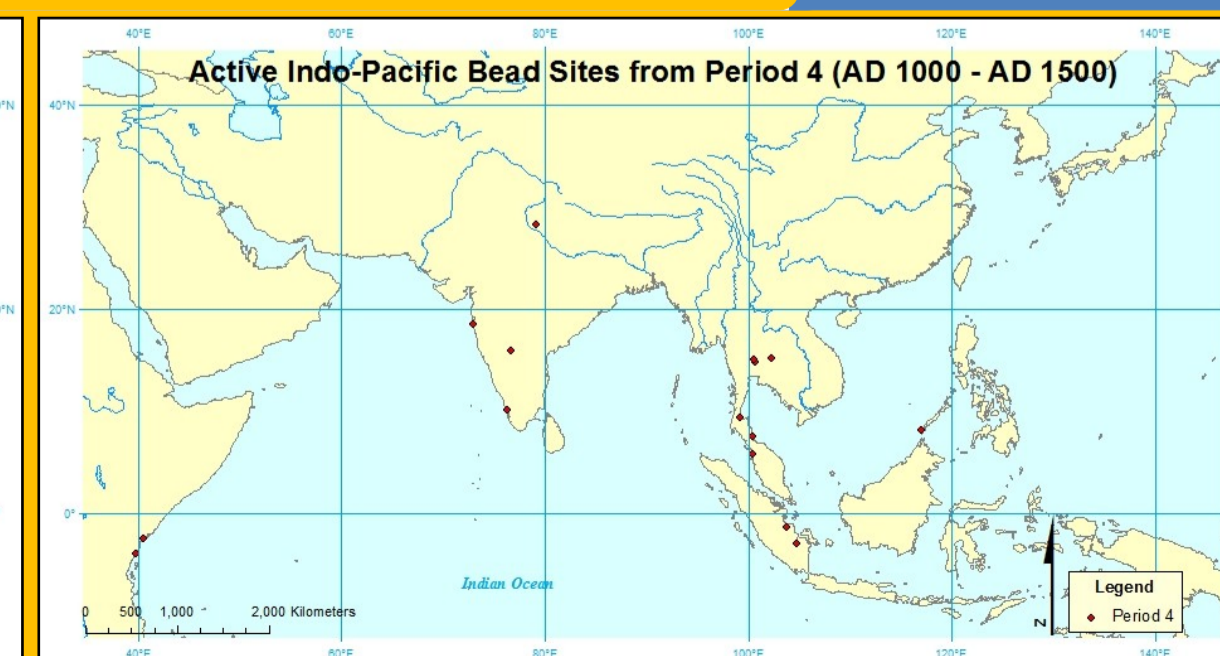 40°E 60°E 80°E 100°E 120°E 140°E
Active Indo-Pacific Bead Sites from Period 4 (AD 1000 - AD 1500)
°N
40°N
°N
20°N
0°
Indian Ocean
0 500 1,000 2,000 Kilometers
N
Legend
Period 4
40°E 60°E 80°E 100°E 120°E 140°E